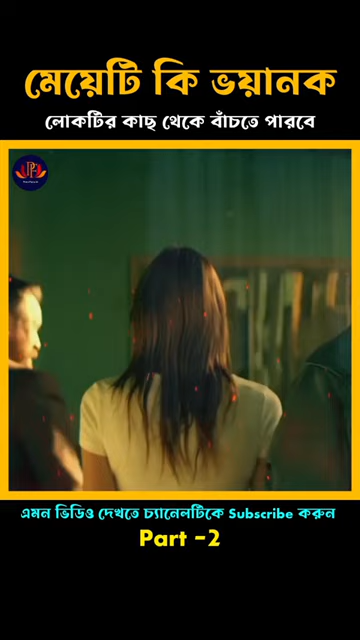 মেয়েটি কি ভয়ানক
লোকটির কাছ থেকে বাঁচতে পারবে
এমন ভিডিও দেখতে চ্যানেলটিকে Subscribe করুন
Part -2